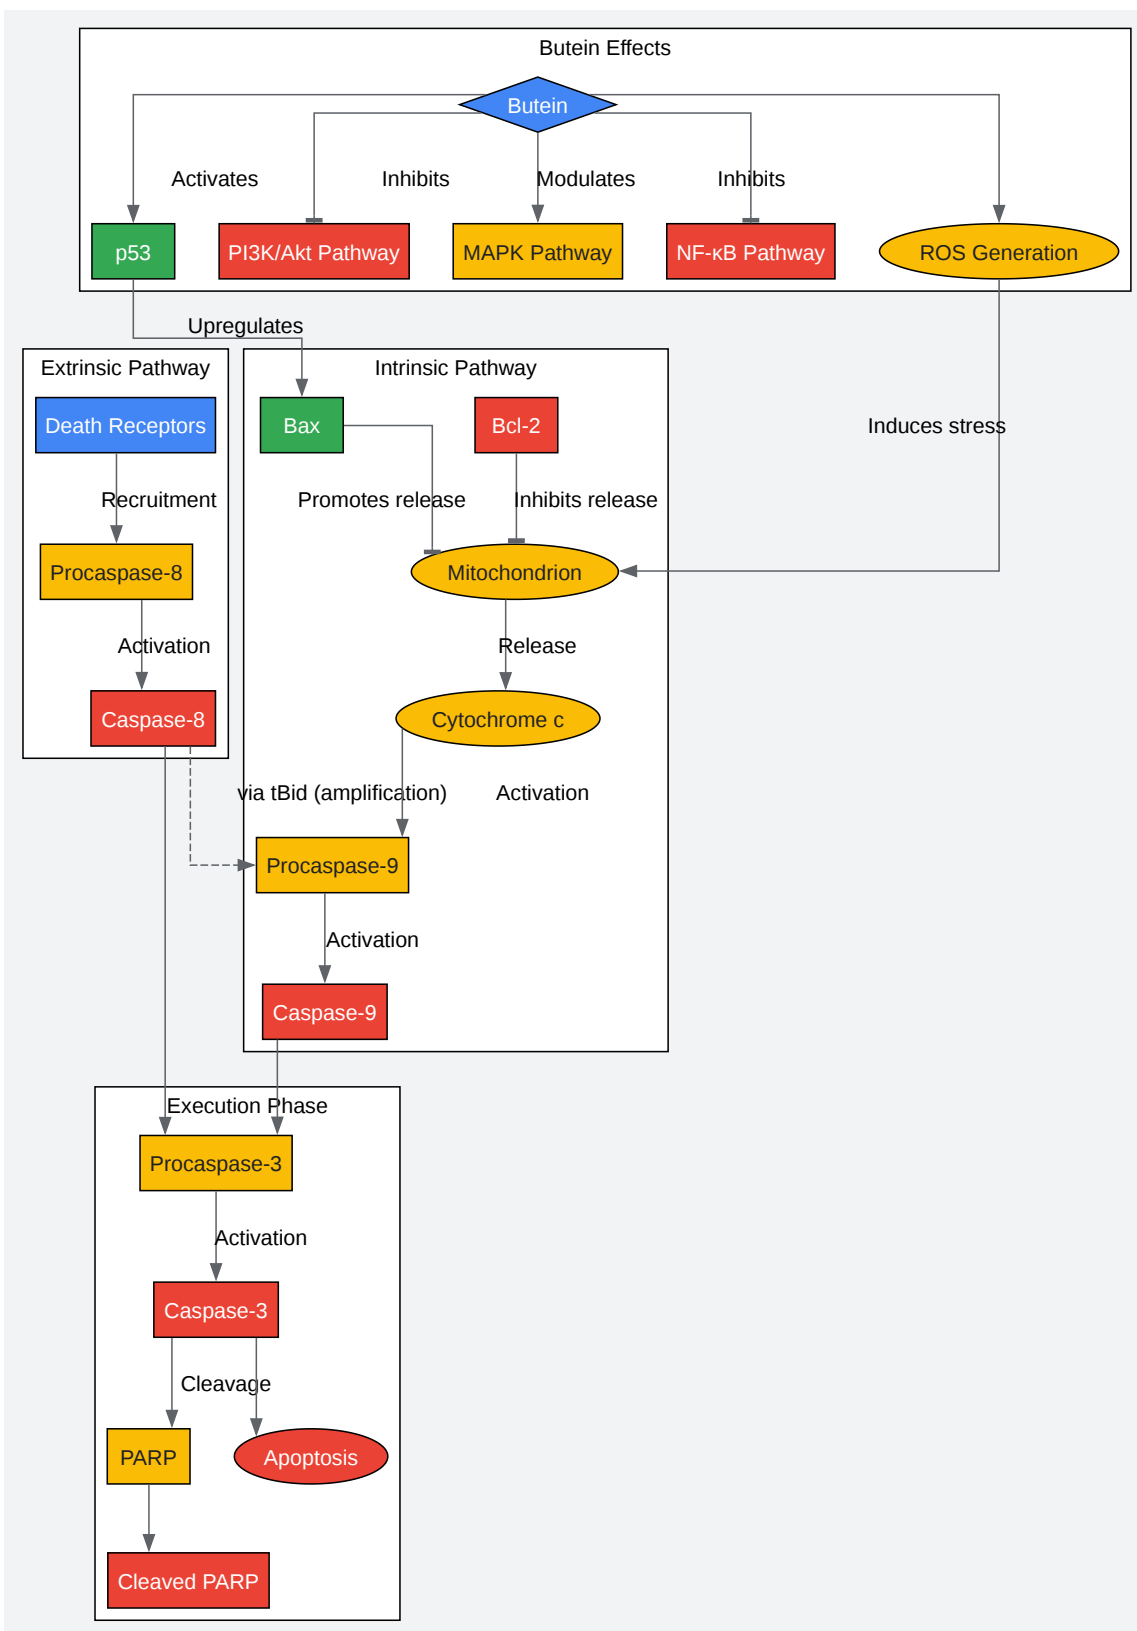 Butein Effects
Butein
Activates
Inhibits
Modulates
Inhibits
p53
PI3K/Akt Pathway
MAPK Pathway
NF-κB Pathway
ROS Generation
Upregulates
Extrinsic Pathway
Intrinsic Pathway
Death Receptors
Bax
Bcl-2
Induces stress
Recruitment
Promotes release
Inhibits release
Procaspase-8
Mitochondrion
Activation
Release
Caspase-8
Cytochrome c
via tBid (amplification)
Activation
Procaspase-9
Activation
Caspase-9
Execution Phase
Procaspase-3
Activation
Caspase-3
Cleavage
PARP
Apoptosis
Cleaved PARP